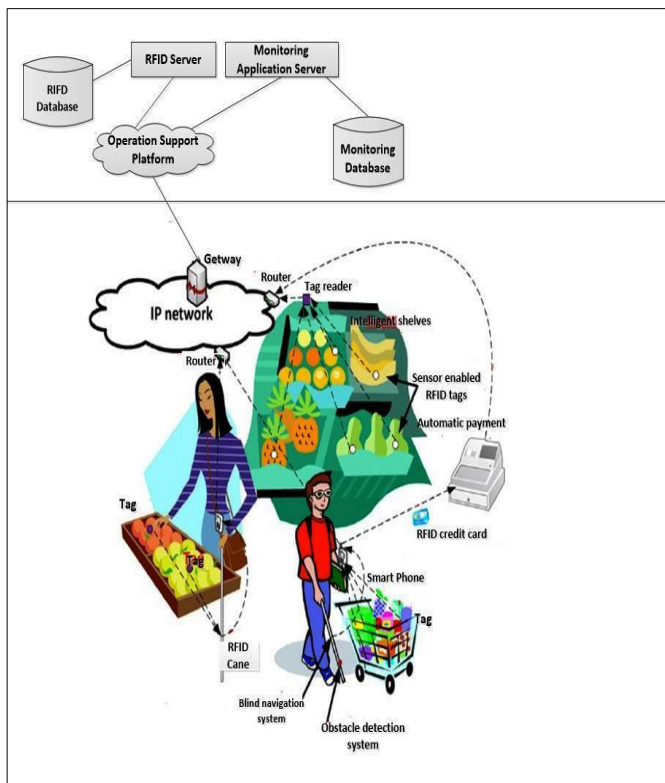 RFID Server
Monitoring
Application Server
RIFD
Database
Operation Support
Platform
Monitoring
Database
Getway
Router
Tag reader
IP network
Intelligent shelves
Router
Sensor enabled
RFID tags
Automatic payment
Tag
Tag
RFID credit card
Smart Phone
Tag
RFID
Cane
Blind navigation
system
Obstacle detection
system